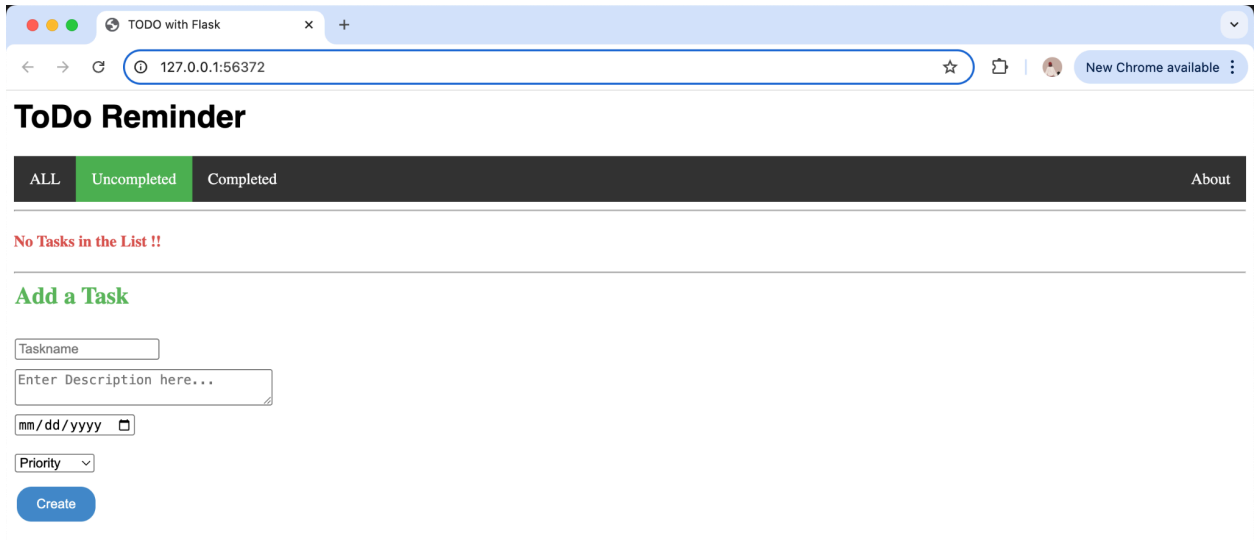 TODO with Flask
127.0.0.1:56372
New Chrome available
ToDo Reminder
ALL Uncompleted Completed About
No Tasks in the List !!
Add a Task
Taskname
Enter Description here...
mm/dd/yyyy
Priority
Create